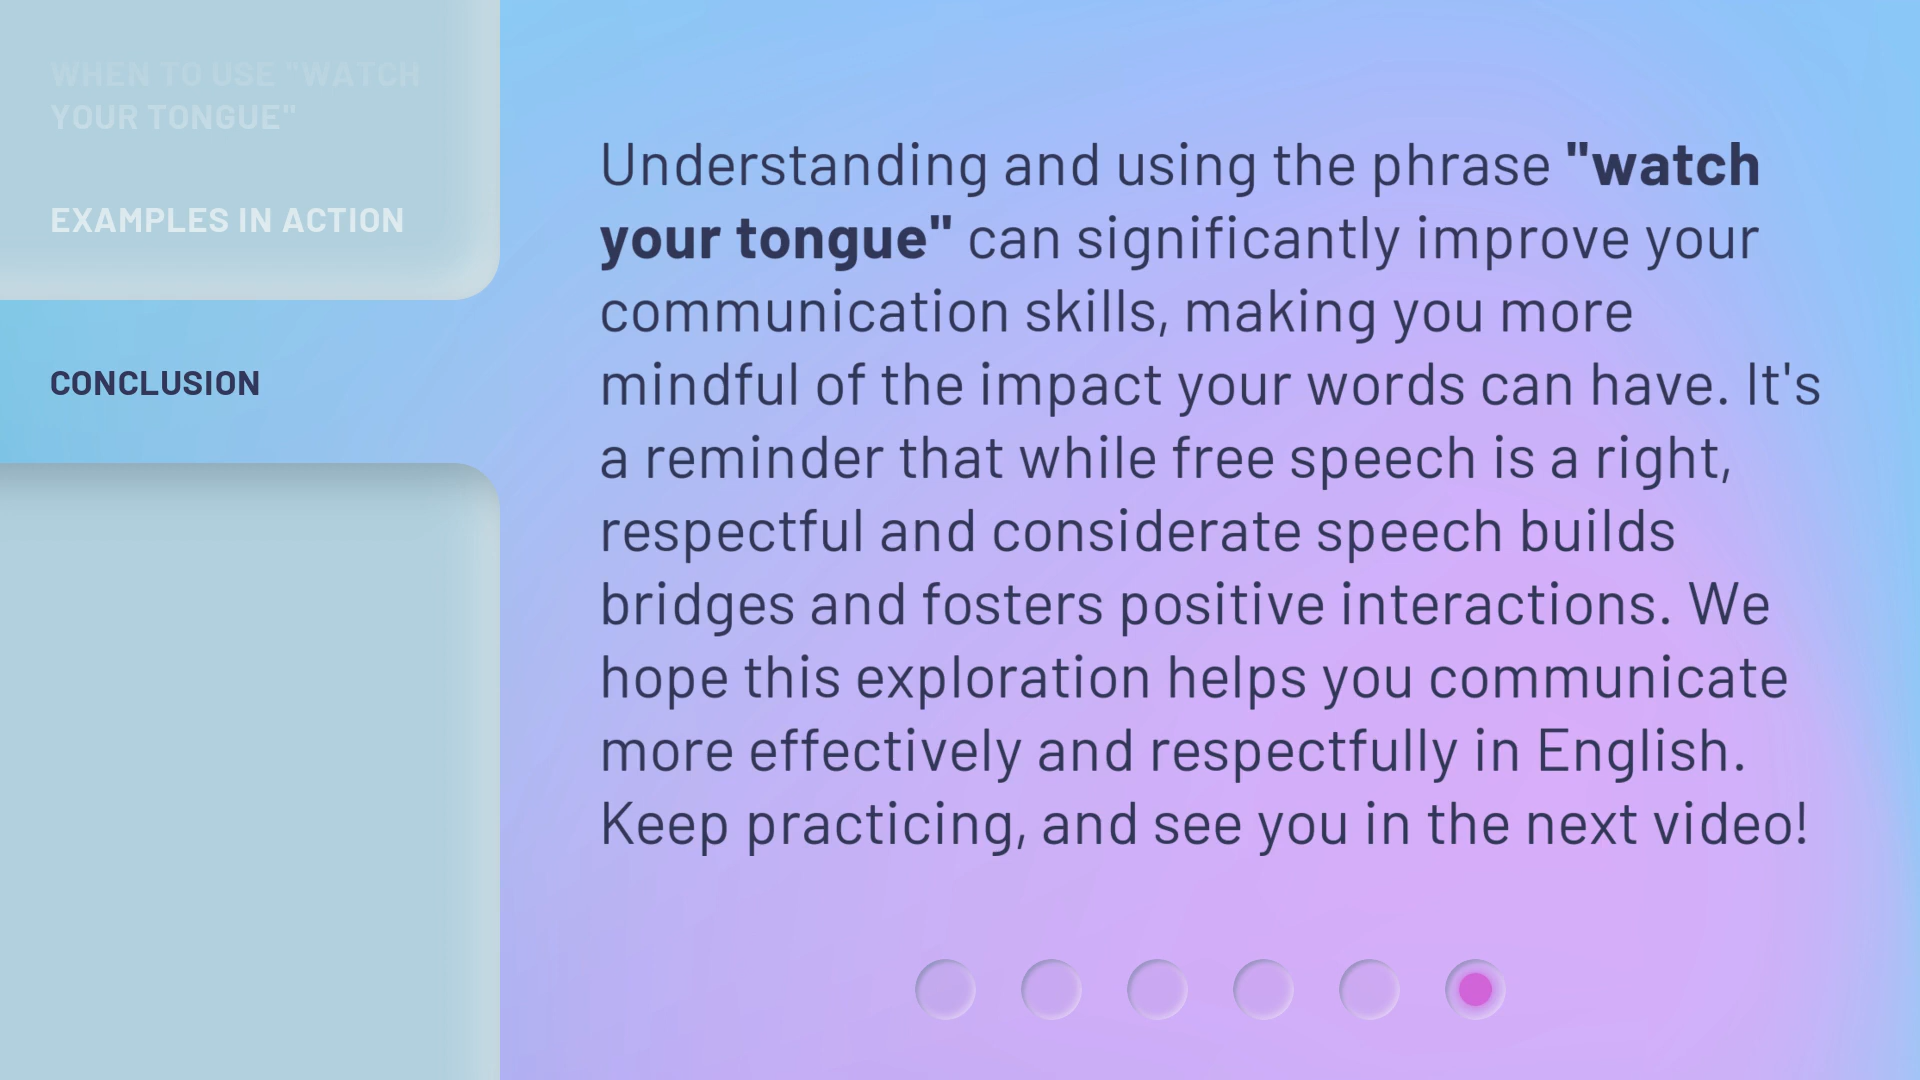 WHEN TO USE "WATCH
YOUR TONGUE"
EXAMPLES IN ACTION
CONCLUSION
Understanding and using the phrase "watch
your tongue" can significantly improve your
communication skills, making you more
mindful of the impact your words can have. It's
a reminder that while free speech is a right,
respectful and considerate speech builds
bridges and fosters positive interactions. We
hope this exploration helps you communicate
more effectively and respectfully in English.
Keep practicing, and see you in the next video!